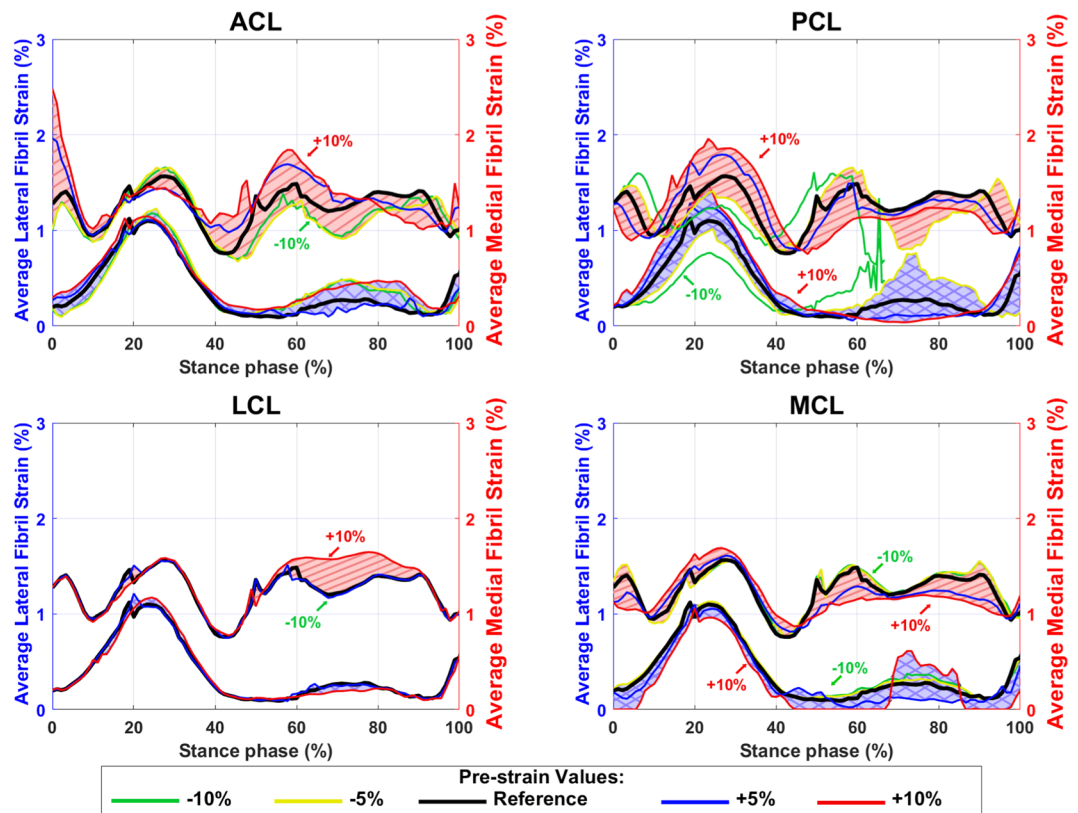 ACL
PCL
Average Lateral Fibril Strain (%)
Average Medial Fibril Strain (%)
3
2
1
0
3
2
1
0
+10%
-10%
0 20 40 60 80 100
Stance phase (%)
Average Lateral Fibril Strain (%)
Average Medial Fibril Strain (%)
3
2
1
0
3
2
1
0
+10%
-10%
+10%
0 20 40 60 80 100
Stance phase (%)
LCL
MCL
Average Lateral Fibril Strain (%)
Average Medial Fibril Strain (%)
3
2
1
0
3
2
1
0
+10%
-10%
0 20 40 60 80 100
Stance phase (%)
Average Lateral Fibril Strain (%)
Average Medial Fibril Strain (%)
3
2
1
0
3
2
1
0
-10%
+10%
-10%
+10%
0 20 40 60 80 100
Stance phase (%)
Pre-strain Values:
-10% -5% Reference +5% +10%